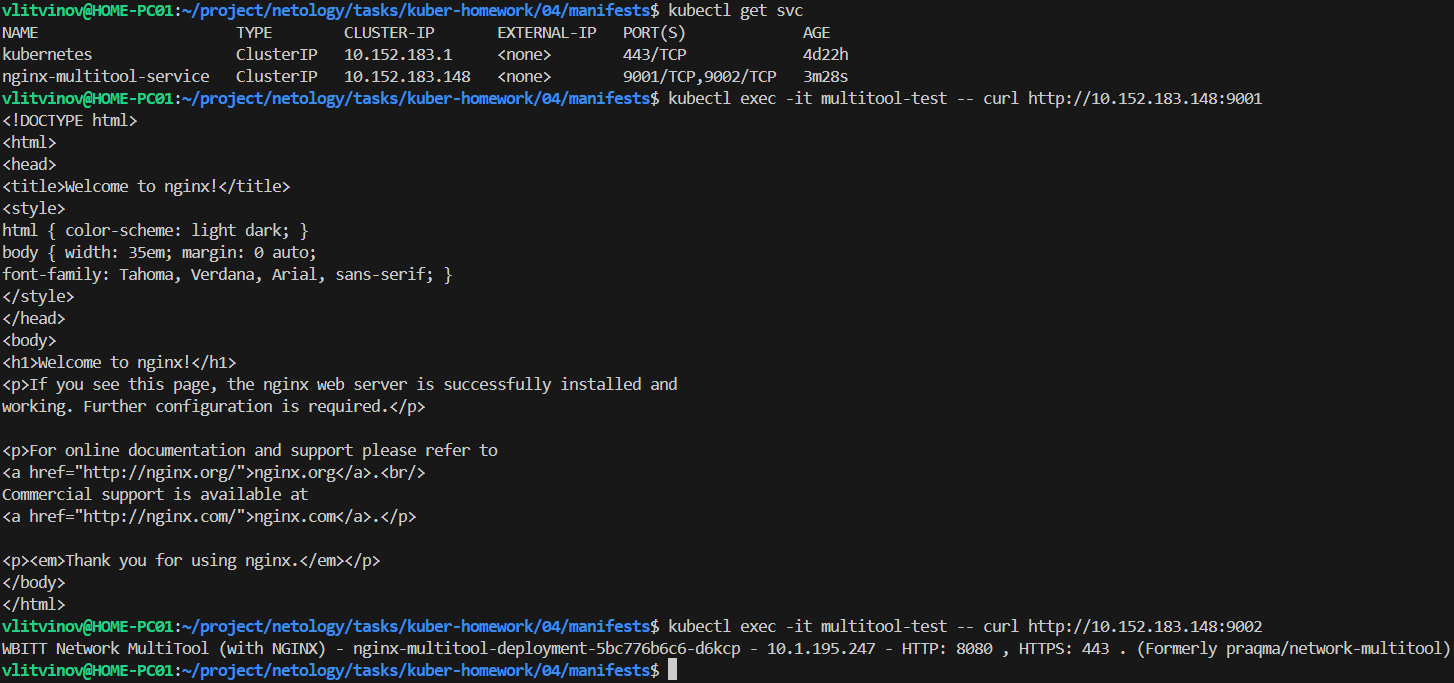 vlitvinov@HOME-PC01:~/project/netology/tasks/kuber-homework/04/manifests$ kubectl get svc
NAME TYPE CLUSTER-IP EXTERNAL-IP PORT(S) AGE
kubernetes ClusterIP 10.152.183.1 <none> 443/TCP 4d22h
nginx-multitool-service ClusterIP 10.152.183.148 <none> 9001/TCP,9002/TCP 3m28s
vlitvinov@HOME-PC01:~/project/netology/tasks/kuber-homework/04/manifests$ kubectl exec -it multitool-test -- curl http://10.152.183.148:9001
<!DOCTYPE html>
<html>
<head>
<title>Welcome to nginx!</title>
<style>
html { color-scheme: light dark; }
body { width: 35em; margin: 0 auto;
font-family: Tahoma, Verdana, Arial, sans-serif; }
</style>
</head>
<body>
<h1>Welcome to nginx!</h1>
<p>If you see this page, the nginx web server is successfully installed and
working. Further configuration is required.</p>

<p>For online documentation and support please refer to
<a href="http://nginx.org/">nginx.org</a>.<br/>
Commercial support is available at
<a href="http://nginx.com/">nginx.com</a>.</p>

<p><em>Thank you for using nginx.</em></p>
</body>
</html>
vlitvinov@HOME-PC01:~/project/netology/tasks/kuber-homework/04/manifests$ kubectl exec -it multitool-test -- curl http://10.152.183.148:9002
WBITT Network MultiTool (with NGINX) - nginx-multitool-deployment-5bc776b6c6-d6kcp - 10.1.195.247 - HTTP: 8080 , HTTPS: 443 . (Formerly praqma/network-multitool)
vlitvinov@HOME-PC01:~/project/netology/tasks/kuber-homework/04/manifests$